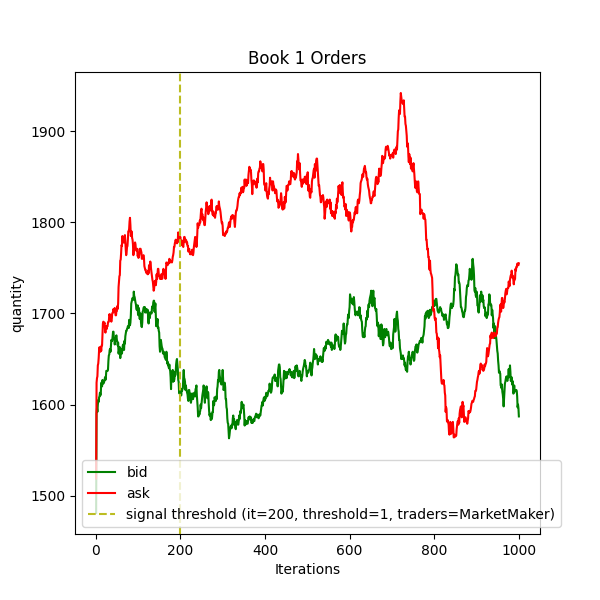 Book 1 Orders
quantity
1900
1800
1700
1600
1500
bid
ask
signal threshold (it=200, threshold=1, traders=MarketMaker)
0 200 400 600 800 1000
Iterations